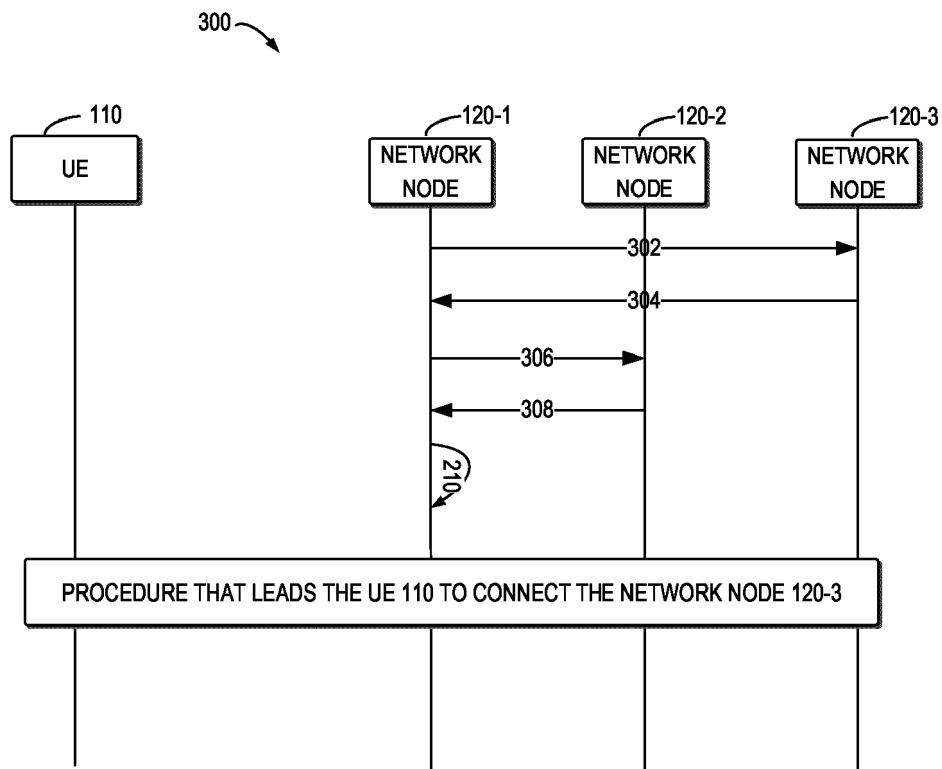 300
110
120-1
120-2
120-3
UE
NETWORK
NODE
NETWORK
NODE
NETWORK
NODE
302
304
306
308
210
PROCEDURE THAT LEADS THE UE 110 TO CONNECT THE NETWORK NODE 120-3